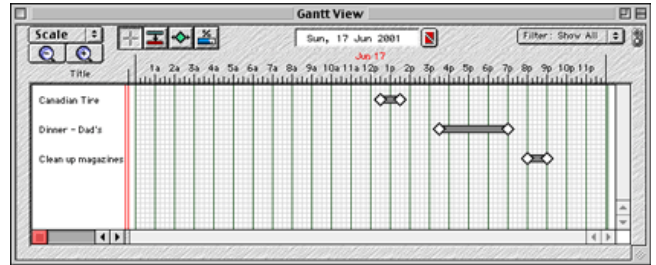 Gantt View
Scale
Sun, 17 Jun 2001
Filter: Show All
Jun 17
Title
1a 2a 3a 4a 5a 6a 7a 8a 9a 10a 11a 12p 1p 2p 3p 4p 5p 6p 7p 8p 9p 10p 11p
Canadian Tire
Dinner - Dad's
Clean up magazines